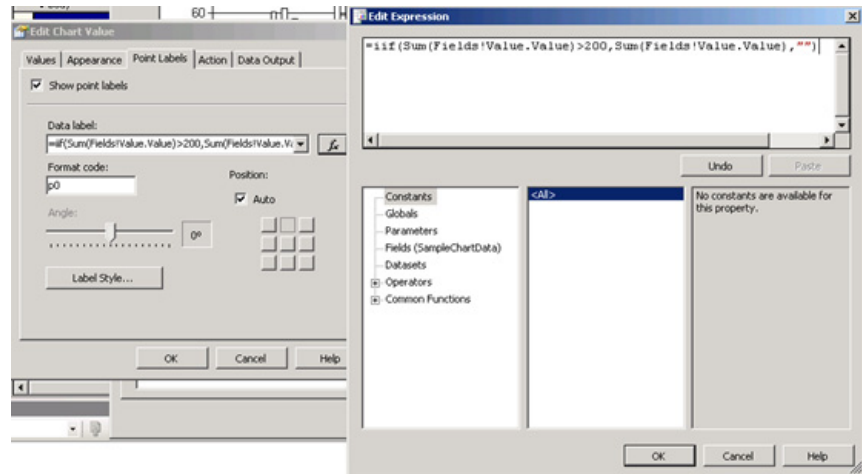 60
Edit Chart Value
Values
Appearance
Point Labels
Action
Data Output
Show point labels
Data label:
=iif(Sum(Fields!Value.Value)>200,Sum(Fields!Value.Va
fx
Format code:
p0
Position:
Auto
Angle:
0º
Label Style...
OK
Cancel
Help
Edit Expression
=iif(Sum(Fields!Value.Value)>200,Sum(Fields!Value.Value),"")
Undo
Paste
Constants
Globals
Parameters
Fields (SampleChartData)
Datasets
Operators
Common Functions
<All>
No constants are available for
this property.
OK
Cancel
Help